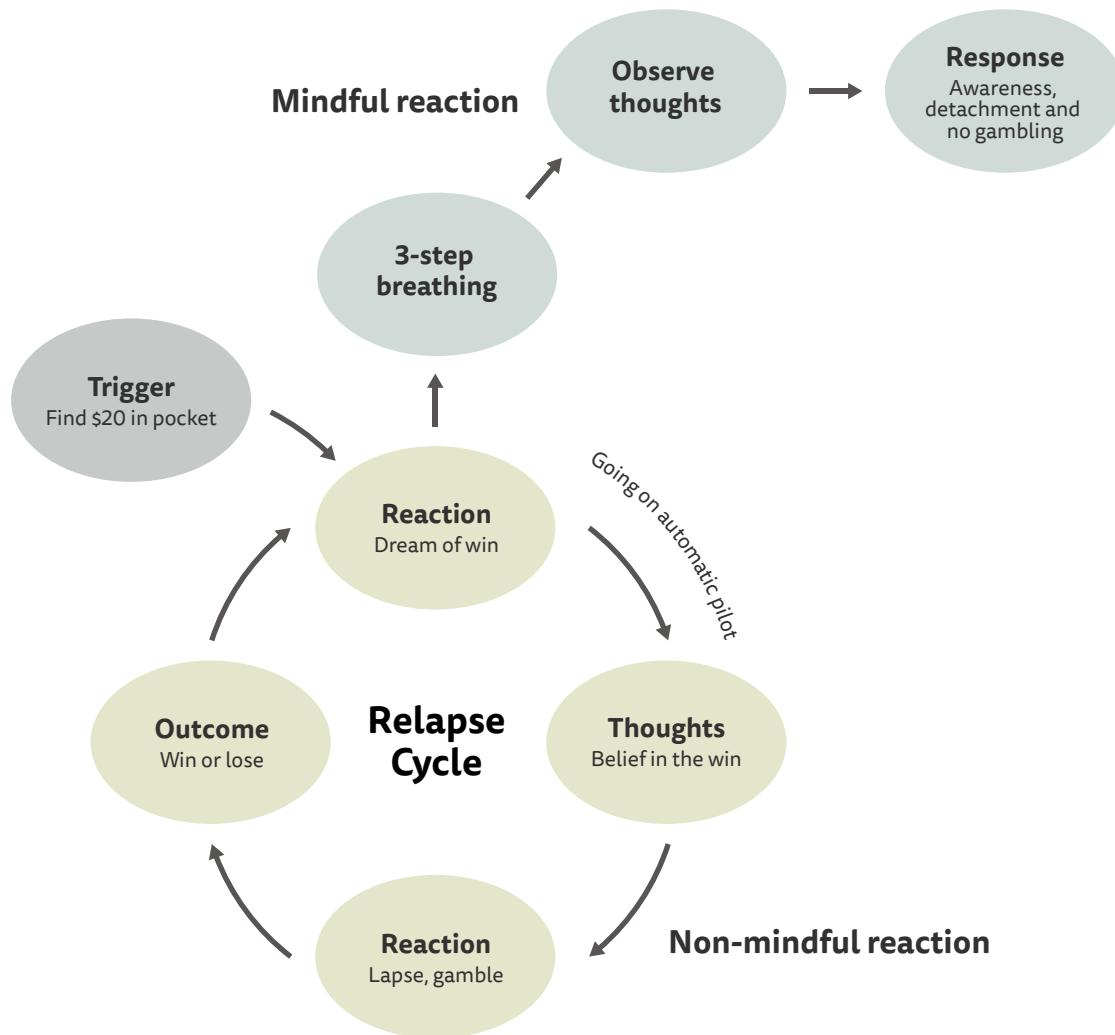 Observe
thoughts
Response
Awareness,
detachment and
no gambling
Mindful reaction
3-step
breathing
Trigger
Find $20 in pocket
Reaction
Dream of win
Going on automatic pilot
Outcome
Win or lose
Relapse
Cycle
Thoughts
Belief in the win
Reaction
Lapse, gamble
Non-mindful reaction